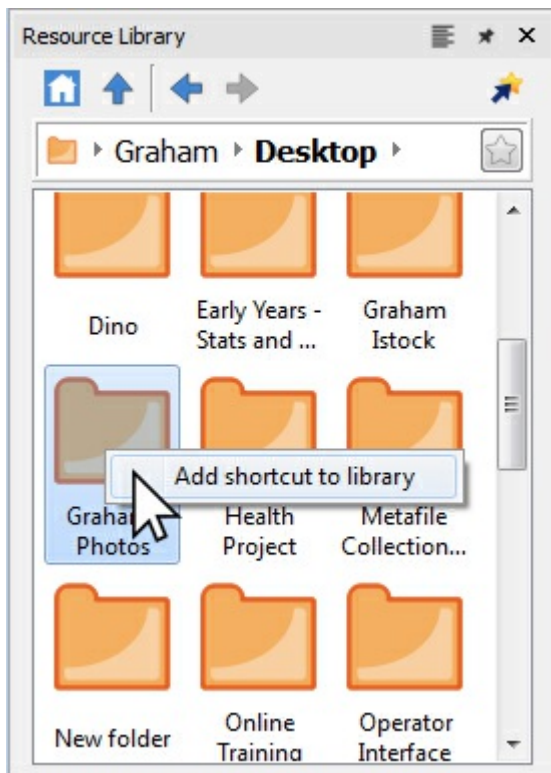 Resource Library
Graham Desktop
Dino
Early Years -
Stats and ...
Graham
Istock
Add shortcut to library
Photos
Health
Project
Metafile
Collection...
New folder
Online
Training
Operator
Interface